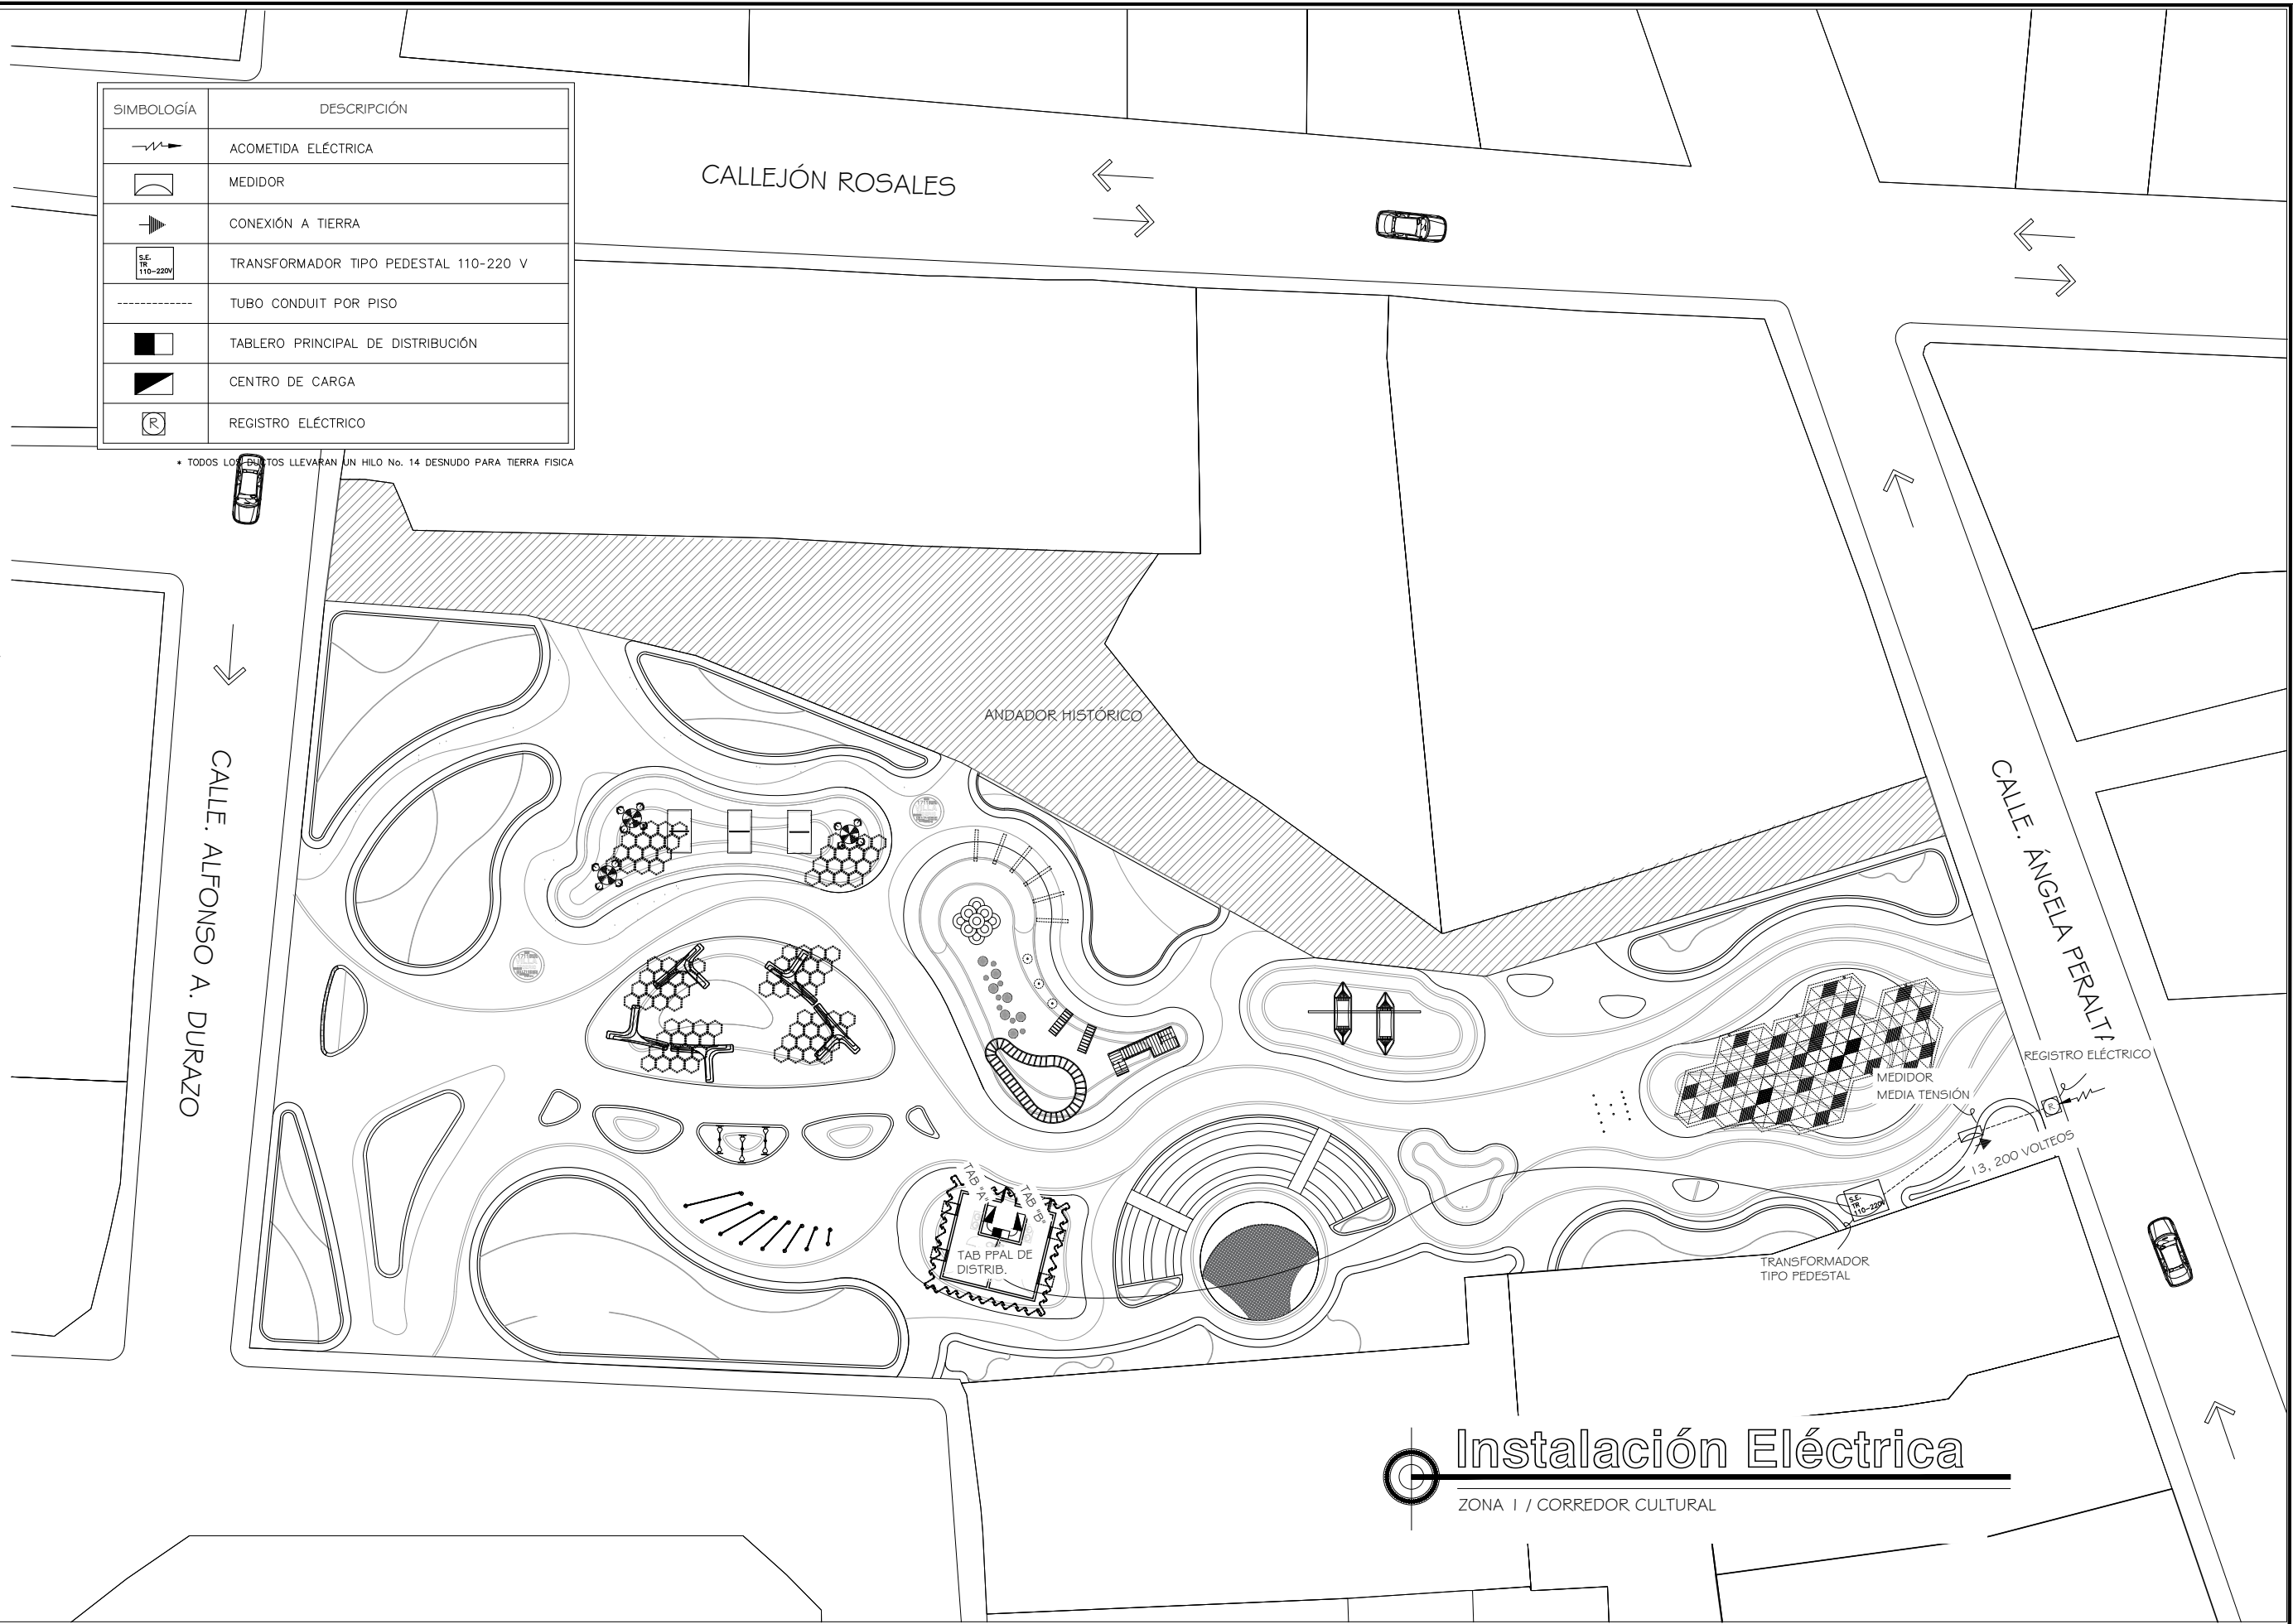 SIMBOLOGÍA DESCRIPCIÓN
ACOMETIDA ELÉCTRICA
MEDIDOR
CONEXIÓN A TIERRA
S.E.
TR
110-220V
TRANSFORMADOR TIPO PEDESTAL 110-220 V
TUBO CONDUIT POR PISO
TABLERO PRINCIPAL DE DISTRIBUCIÓN
CENTRO DE CARGA
R
REGISTRO ELÉCTRICO
* TODOS LOS DUCTOS LLEVARAN UN HILO No. 14 DESNUDO PARA TIERRA FISICA
CALLEJÓN ROSALES
ANDADOR HISTÓRICO
CALLE. ALFONSO A. DURAZO
CALLE. ÁNGELA PERALTA
REGISTRO ELÉCTRICO
MEDIDOR
MEDIA TENSIÓN
R
13, 200 VOLTEOS
S.E.
TR
110-220V
TRANSFORMADOR
TIPO PEDESTAL
TAB "A"
TAB "B"
TAB PPAL DE
DISTRIB.
Instalación Eléctrica
ZONA 1 / CORREDOR CULTURAL